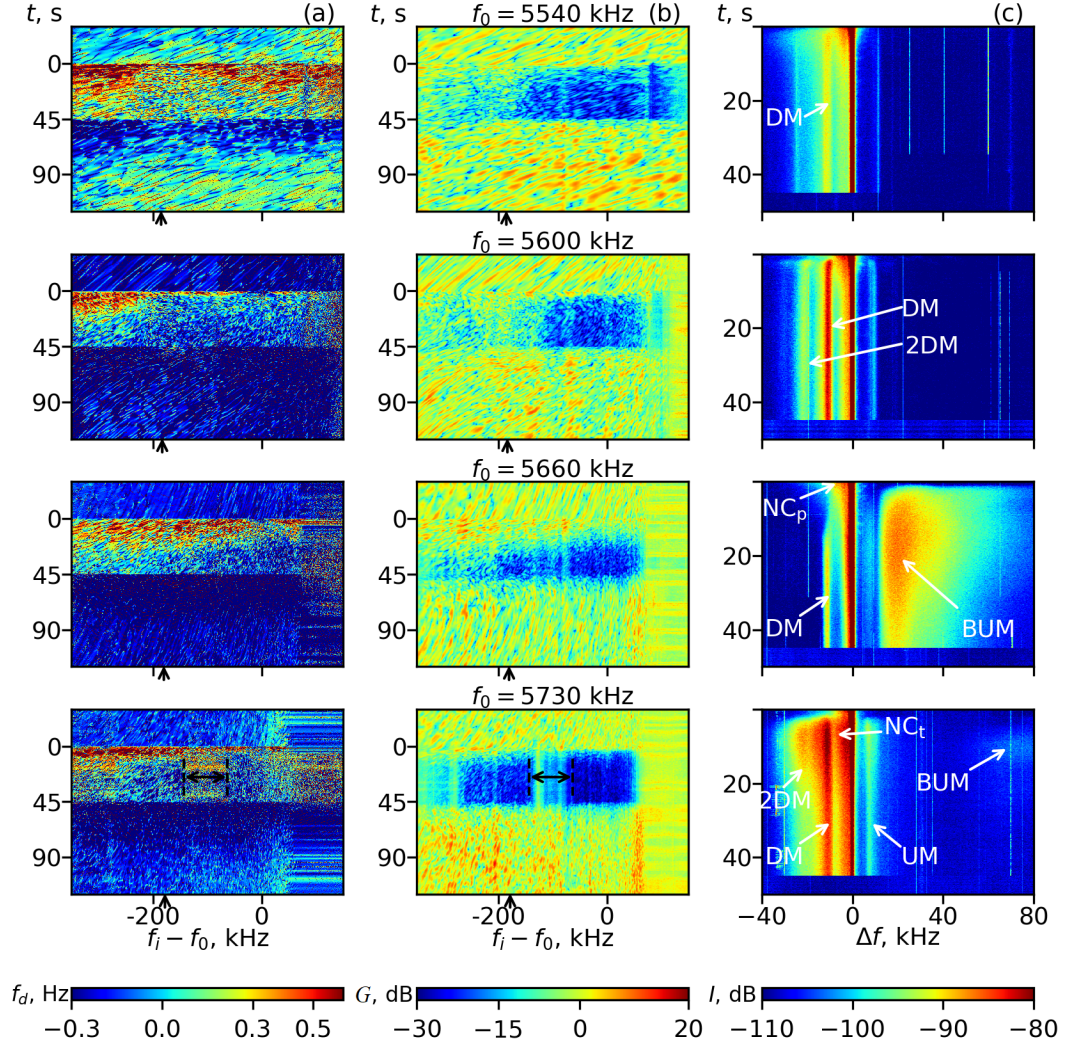 t, s (a) t, s f₀ = 5540 kHz (b) t, s (c)
0 0
45 45
90 90
20
40
DM
f₀ = 5600 kHz
0 0
45 45
90 90
20
40
DM
2DM
f₀ = 5660 kHz
0 0
45 45
90 90
20
40
NCₚ
DM
BUM
f₀ = 5730 kHz
0 0
45 45
90 90
20
40
NCₜ
BUM
2DM
DM
UM
-200 0 -200 0 −40 0 40 80
fᵢ − f₀, kHz fᵢ − f₀, kHz Δf, kHz
f_d, Hz G, dB I, dB
−0.3 0.0 0.3 0.5 −30 −15 0 20 −110 −100 −90 −80